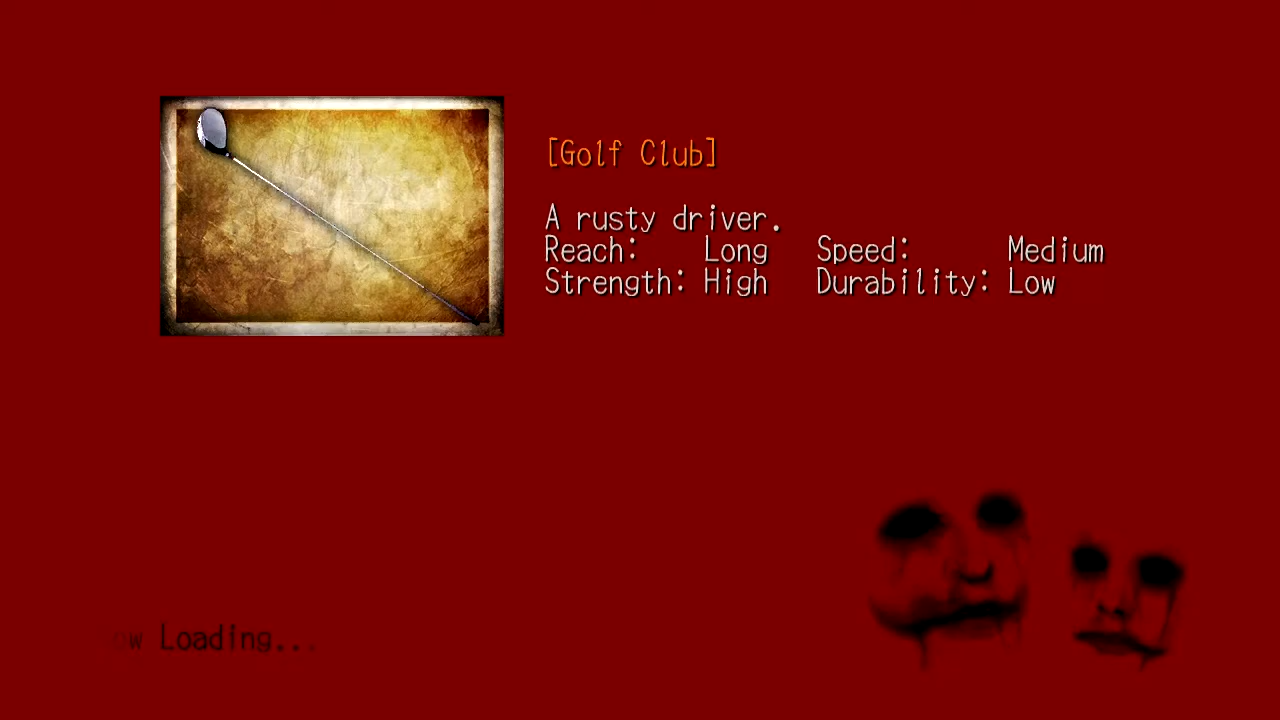 [Golf Club]
A rusty driver.
Reach: Long Speed: Medium
Strength: High Durability: Low
Loading...